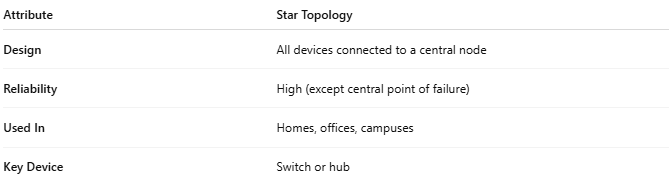 Attribute Star Topology
Design All devices connected to a central node
Reliability High (except central point of failure)
Used In Homes, offices, campuses
Key Device Switch or hub